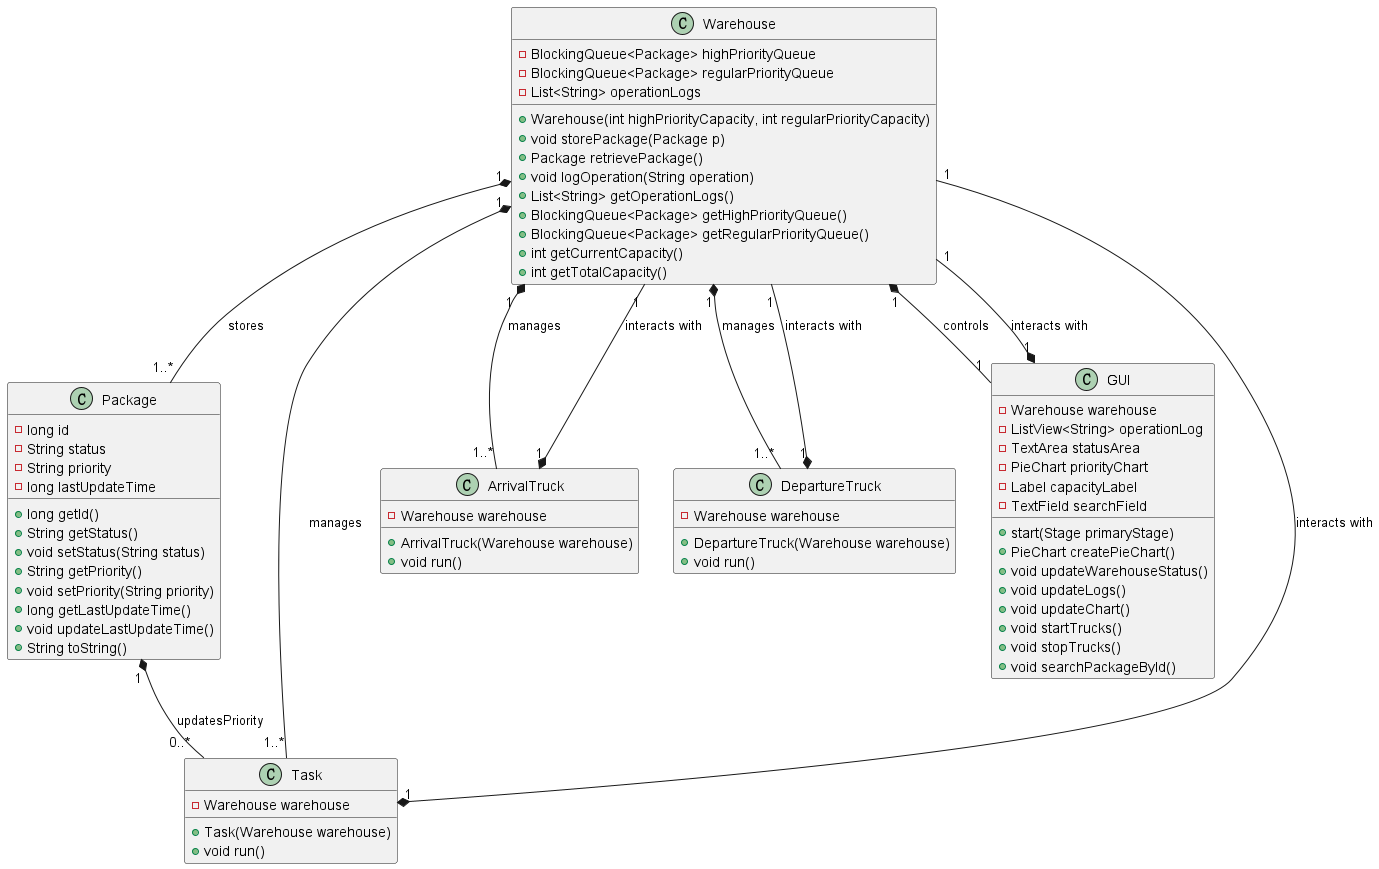 C Warehouse
BlockingQueue<Package> highPriorityQueue
BlockingQueue<Package> regularPriorityQueue
List<String> operationLogs
Warehouse(int highPriorityCapacity, int regularPriorityCapacity)
void storePackage(Package p)
Package retrievePackage()
void logOperation(String operation)
List<String> getOperationLogs()
BlockingQueue<Package> getHighPriorityQueue()
BlockingQueue<Package> getRegularPriorityQueue()
int getCurrentCapacity()
int getTotalCapacity()
1
1
1
1
1
1
1
1
1
1
stores
manages
interacts with
manages
interacts with
controls
interacts with
1..*
1
1
C Package
long id
String status
String priority
long lastUpdateTime
long getId()
String getStatus()
void setStatus(String status)
String getPriority()
void setPriority(String priority)
long getLastUpdateTime()
void updateLastUpdateTime()
String toString()
manages
1..*
1
C ArrivalTruck
Warehouse warehouse
ArrivalTruck(Warehouse warehouse)
void run()
1..*
1
C DepartureTruck
Warehouse warehouse
DepartureTruck(Warehouse warehouse)
void run()
C GUI
Warehouse warehouse
ListView<String> operationLog
TextArea statusArea
PieChart priorityChart
Label capacityLabel
TextField searchField
start(Stage primaryStage)
PieChart createPieChart()
void updateWarehouseStatus()
void updateLogs()
void updateChart()
void startTrucks()
void stopTrucks()
void searchPackageById()
interacts with
1
updatesPriority
0..*
1..*
1
C Task
Warehouse warehouse
Task(Warehouse warehouse)
void run()